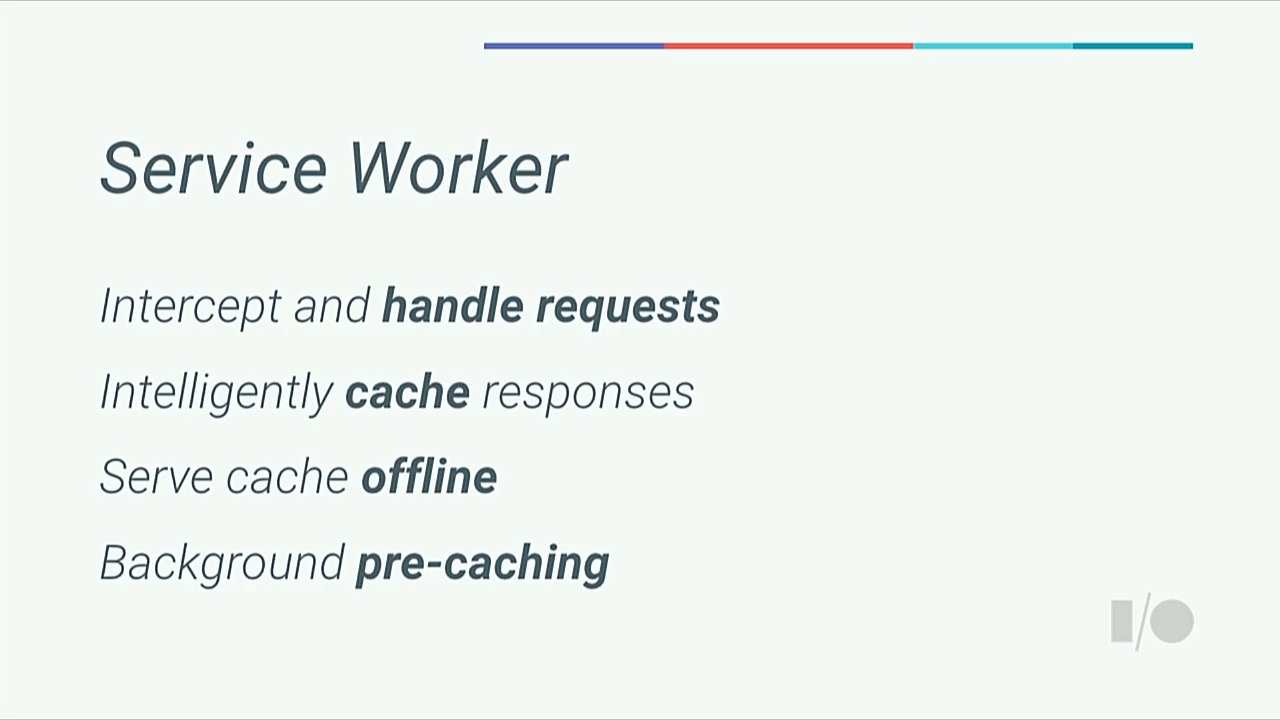 Service Worker
Intercept and handle requests
Intelligently cache responses
Serve cache offline
Background pre-caching
I/O